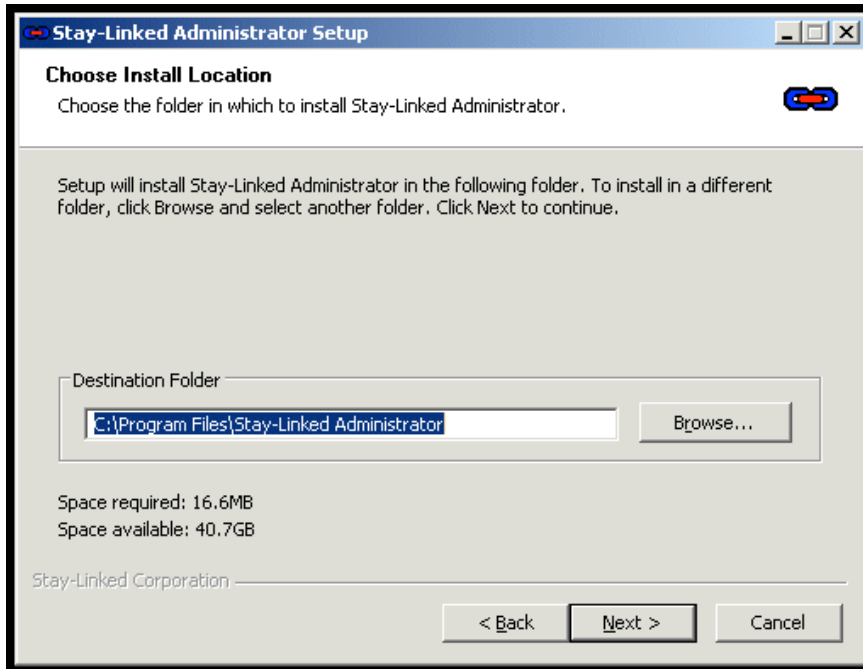 Stay-Linked Administrator Setup
Choose Install Location
Choose the folder in which to install Stay-Linked Administrator.
Setup will install Stay-Linked Administrator in the following folder. To install in a different
folder, click Browse and select another folder. Click Next to continue.
Destination Folder
C:\Program Files\Stay-Linked Administrator
Browse...
Space required: 16.6MB
Space available: 40.7GB
Stay-Linked Corporation
< Back
Next >
Cancel